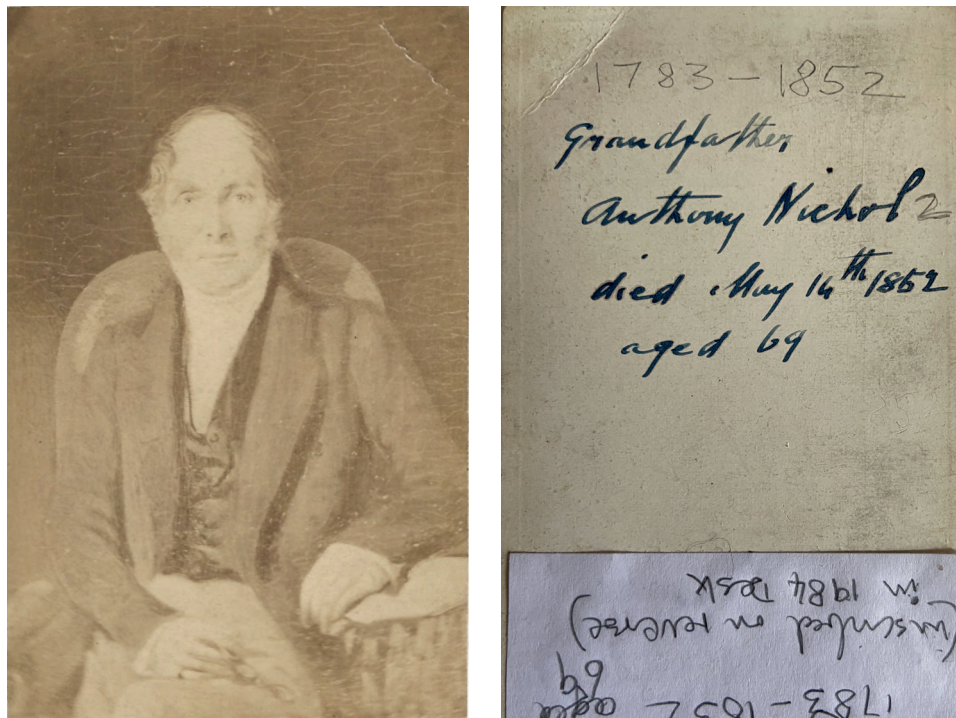 1783 – 1852
Grandfather
Anthony Nichol 2
died May 14th 1852
aged 69
1783 – 1852 aged
69
(inscribed on reverse)
in 1984 Desk